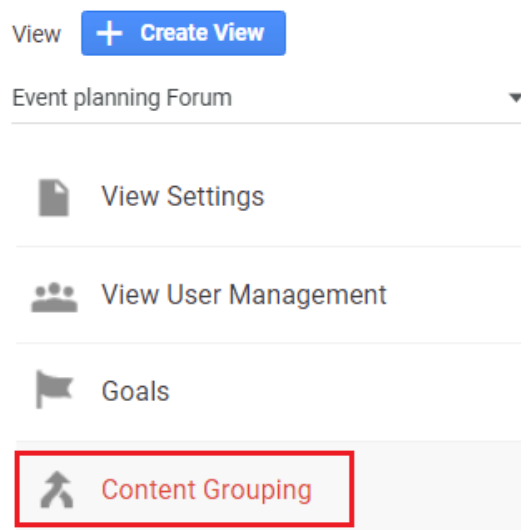 View + Create View
Event planning Forum
View Settings
View User Management
Goals
Content Grouping